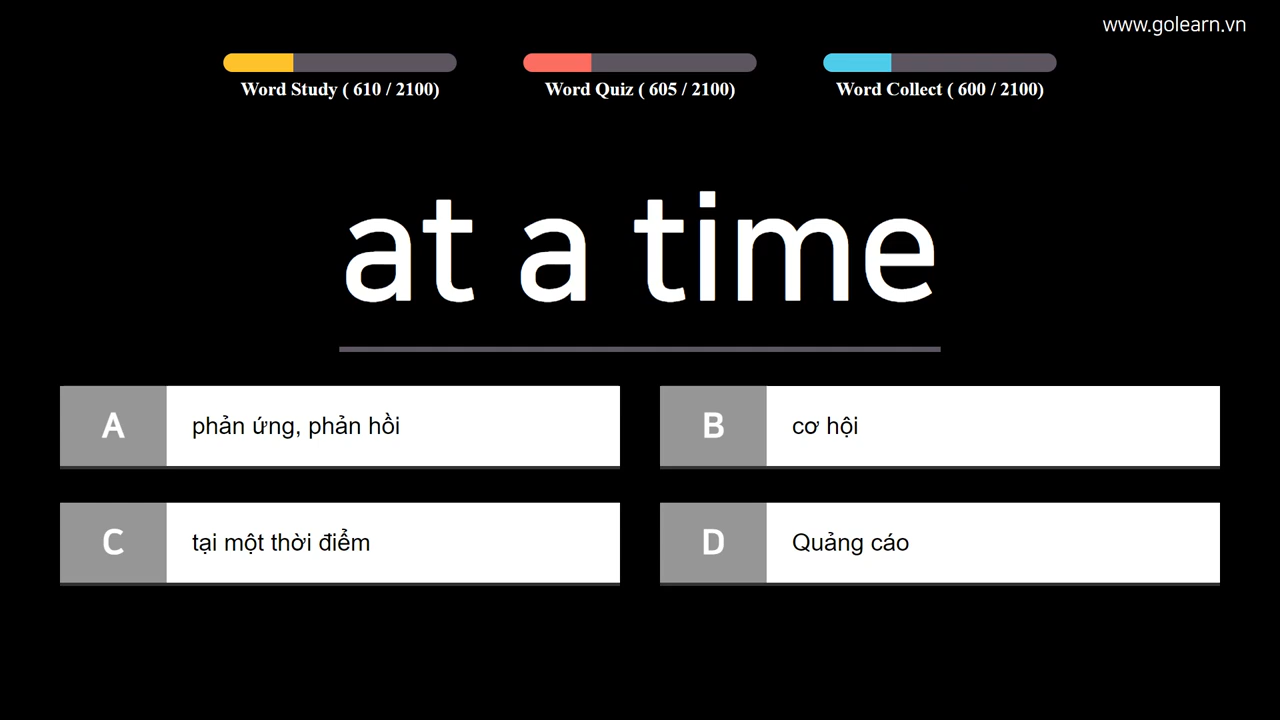 www.golearn.vn
Word Study ( 610 / 2100)
Word Quiz ( 605 / 2100)
Word Collect ( 600 / 2100)
at a time
A phản ứng, phản hồi
B cơ hội
C tại một thời điểm
D Quảng cáo